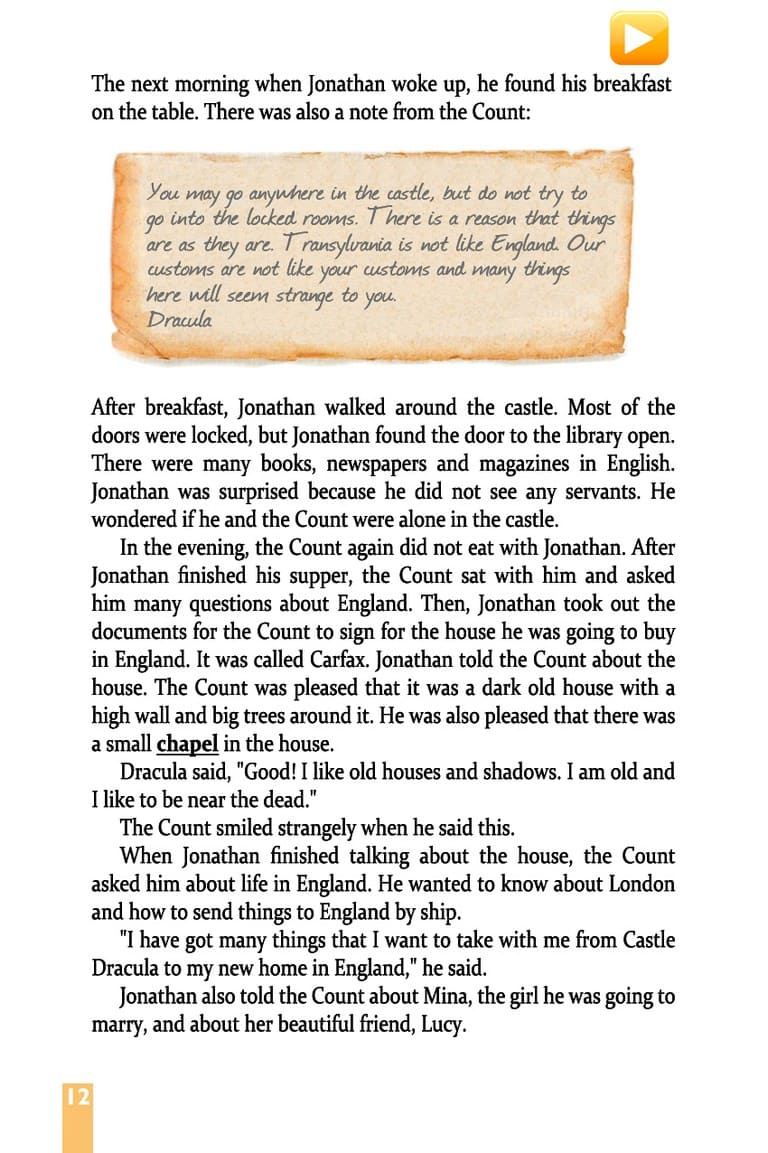 The next morning when Jonathan woke up, he found his breakfast
on the table. There was also a note from the Count:
You may go anywhere in the castle, but do not try to
go into the locked rooms. There is a reason that things
are as they are. Transylvania is not like England. Our
customs are not like your customs and many things
here will seem strange to you.
Dracula
After breakfast, Jonathan walked around the castle. Most of the
doors were locked, but Jonathan found the door to the library open.
There were many books, newspapers and magazines in English.
Jonathan was surprised because he did not see any servants. He
wondered if he and the Count were alone in the castle.
In the evening, the Count again did not eat with Jonathan. After
Jonathan finished his supper, the Count sat with him and asked
him many questions about England. Then, Jonathan took out the
documents for the Count to sign for the house he was going to buy
in England. It was called Carfax. Jonathan told the Count about the
house. The Count was pleased that it was a dark old house with a
high wall and big trees around it. He was also pleased that there was
a small chapel in the house.
Dracula said, "Good! I like old houses and shadows. I am old and
I like to be near the dead."
The Count smiled strangely when he said this.
When Jonathan finished talking about the house, the Count
asked him about life in England. He wanted to know about London
and how to send things to England by ship.
"I have got many things that I want to take with me from Castle
Dracula to my new home in England," he said.
Jonathan also told the Count about Mina, the girl he was going to
marry, and about her beautiful friend, Lucy.
12